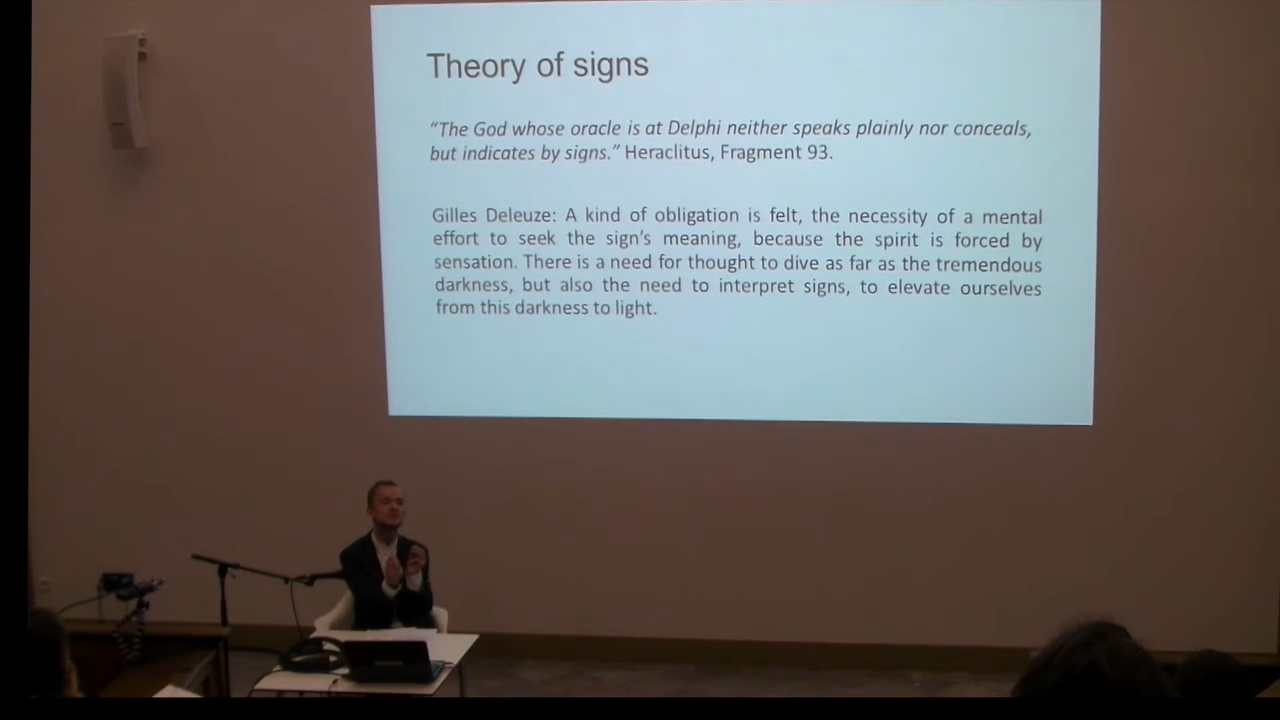 Theory of signs
“The God whose oracle is at Delphi neither speaks plainly nor conceals,
but indicates by signs.” Heraclitus, Fragment 93.
Gilles Deleuze: A kind of obligation is felt, the necessity of a mental
effort to seek the sign’s meaning, because the spirit is forced by
sensation. There is a need for thought to dive as far as the tremendous
darkness, but also the need to interpret signs, to elevate ourselves
from this darkness to light.